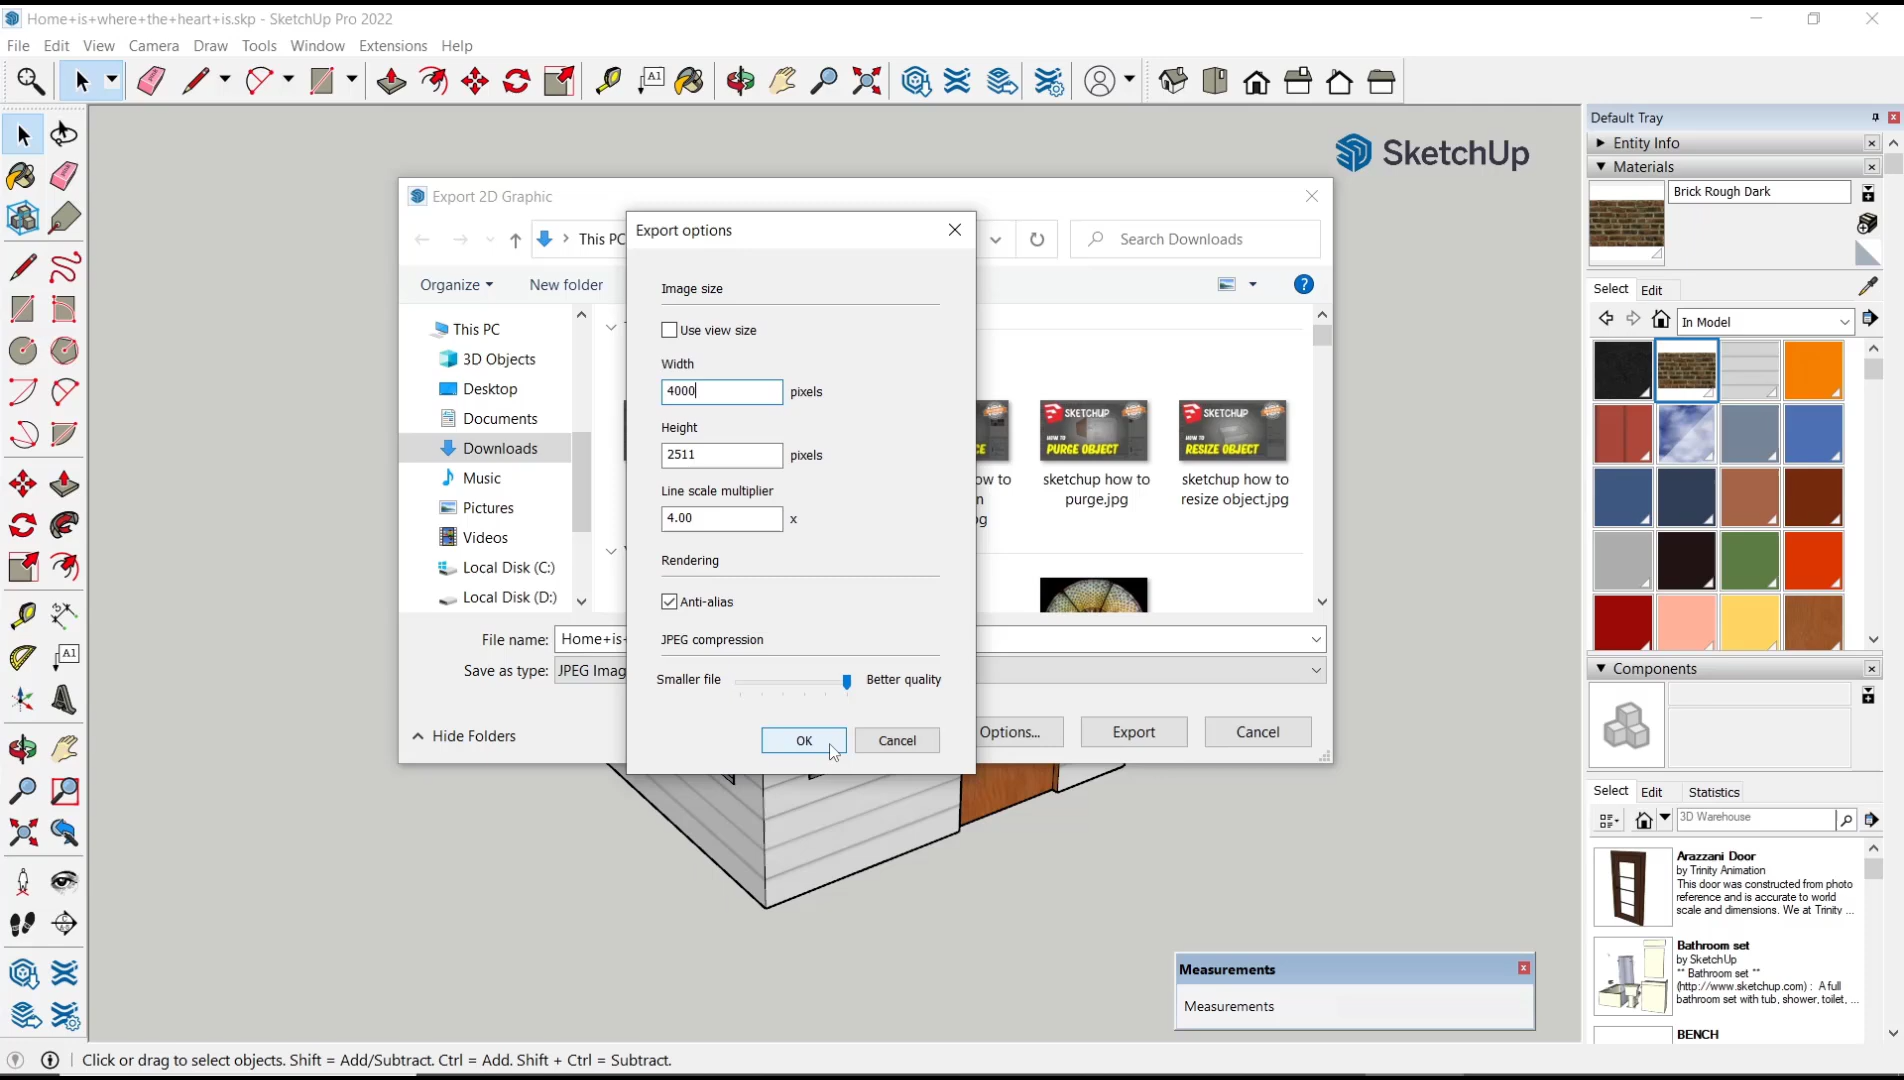 Home+is+where+the+heart+is.skp - SketchUp Pro 2022
File Edit View Camera Draw Tools Window Extensions Help
A1
SketchUp
Default Tray
Entity Info
Materials
Brick Rough Dark
Select Edit
In Model
Export 2D Graphic
This PC
Search Downloads
Organize
New folder
This PC
3D Objects
Desktop
Documents
Downloads
Music
Pictures
Videos
Local Disk (C:)
Local Disk (D:)
SKETCHUP
HOW TO
PURGE OBJECT
SKETCHUP
HOW TO
RESIZE OBJECT
sketchup how to
purge.jpg
sketchup how to
resize object.jpg
File name: Home+is-
Save as type: JPEG Imag
Hide Folders
Options...
Export
Cancel
Export options
Image size
Use view size
Width
4000 pixels
Height
2511 pixels
Line scale multiplier
4.00 x
Rendering
Anti-alias
JPEG compression
Smaller file Better quality
OK
Cancel
A1
Components
Select Edit Statistics
3D Warehouse
Arazzani Door
by Trinity Animation
This door was constructed from photo
reference and is accurate to world
scale and dimensions. We at Trinity ...
Bathroom set
by SketchUp
** Bathroom set **
(http://www.sketchup.com) : A full
bathroom set with tub, shower, toilet, ...
BENCH
Measurements
Measurements
Click or drag to select objects. Shift = Add/Subtract. Ctrl = Add. Shift + Ctrl = Subtract.